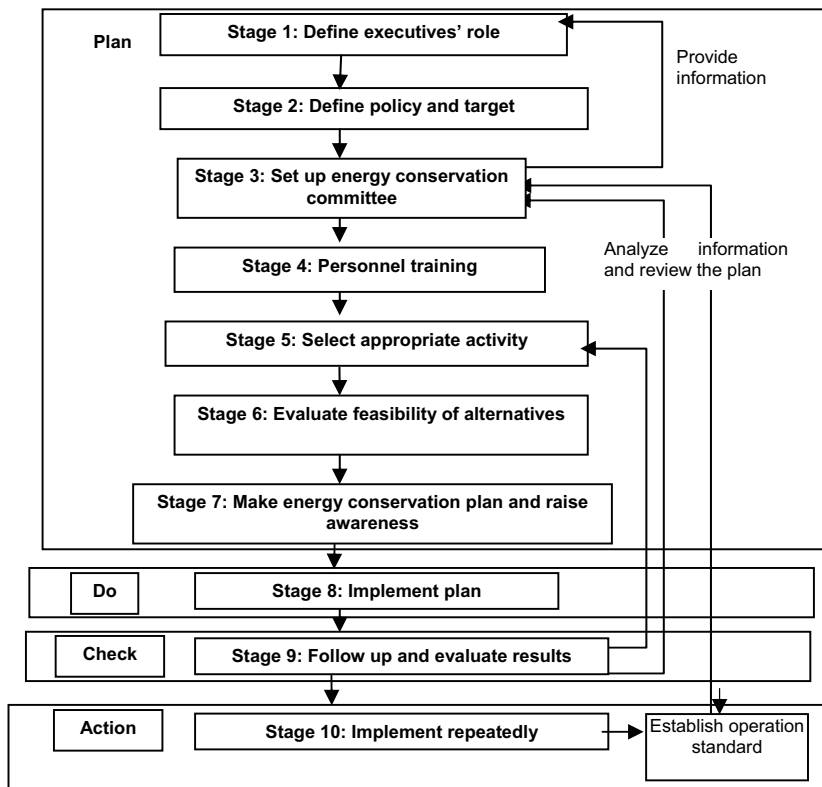 Plan
Stage 1: Define executives’ role
Provide
information
Stage 2: Define policy and target
Stage 3: Set up energy conservation
committee
Analyze information
and review the plan
Stage 4: Personnel training
Stage 5: Select appropriate activity
Stage 6: Evaluate feasibility of alternatives
Stage 7: Make energy conservation plan and raise
awareness
Do
Stage 8: Implement plan
Check
Stage 9: Follow up and evaluate results
Action
Stage 10: Implement repeatedly
Establish operation
standard